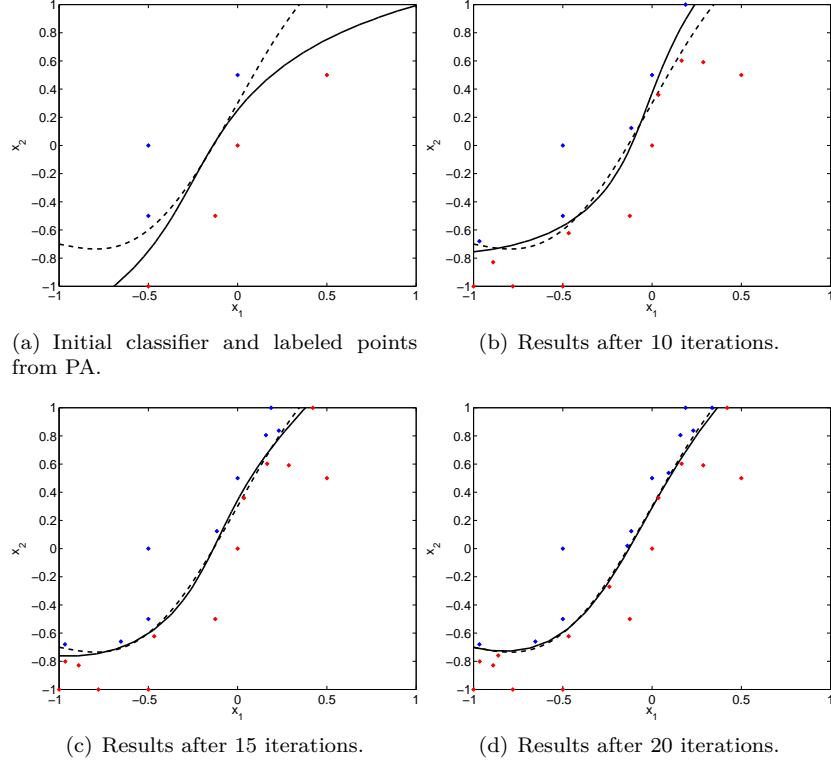 1
0.8
0.6
0.4
0.2
0
−0.2
−0.4
−0.6
−0.8
−1
−1 −0.5 0 0.5 1
x2
x1
(a) Initial classifier and labeled points
from PA.
1
0.8
0.6
0.4
0.2
0
−0.2
−0.4
−0.6
−0.8
−1
−1 −0.5 0 0.5 1
x2
x1
(b) Results after 10 iterations.
1
0.8
0.6
0.4
0.2
0
−0.2
−0.4
−0.6
−0.8
−1
−1 −0.5 0 0.5 1
x2
x1
(c) Results after 15 iterations.
1
0.8
0.6
0.4
0.2
0
−0.2
−0.4
−0.6
−0.8
−1
−1 −0.5 0 0.5 1
x2
x1
(d) Results after 20 iterations.